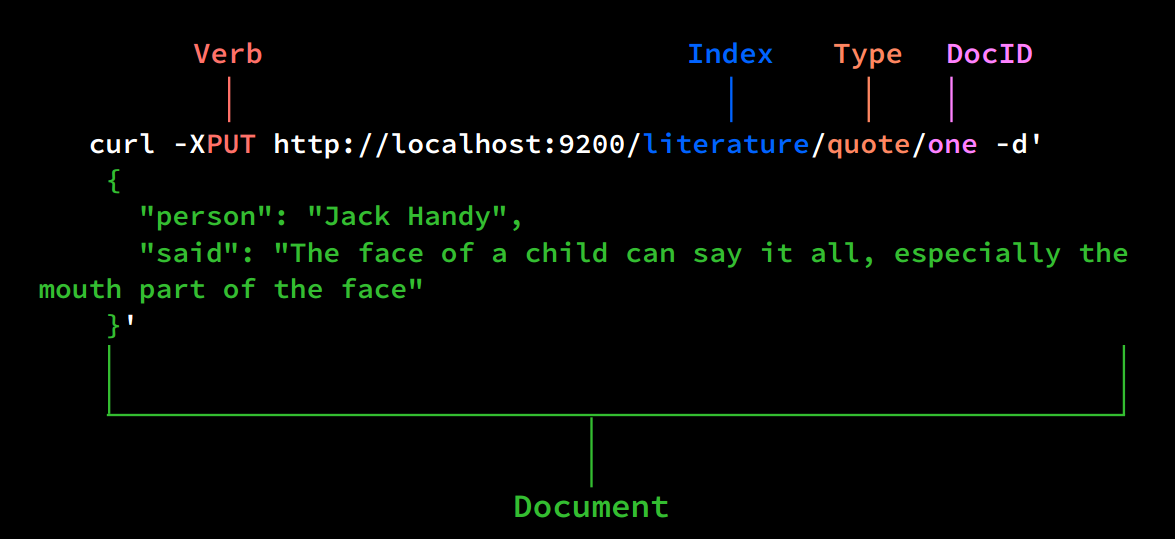 Verb Index Type DocID
curl -XPUT http://localhost:9200/literature/quote/one -d'
{
"person": "Jack Handy",
"said": "The face of a child can say it all, especially the
mouth part of the face"
}'
Document